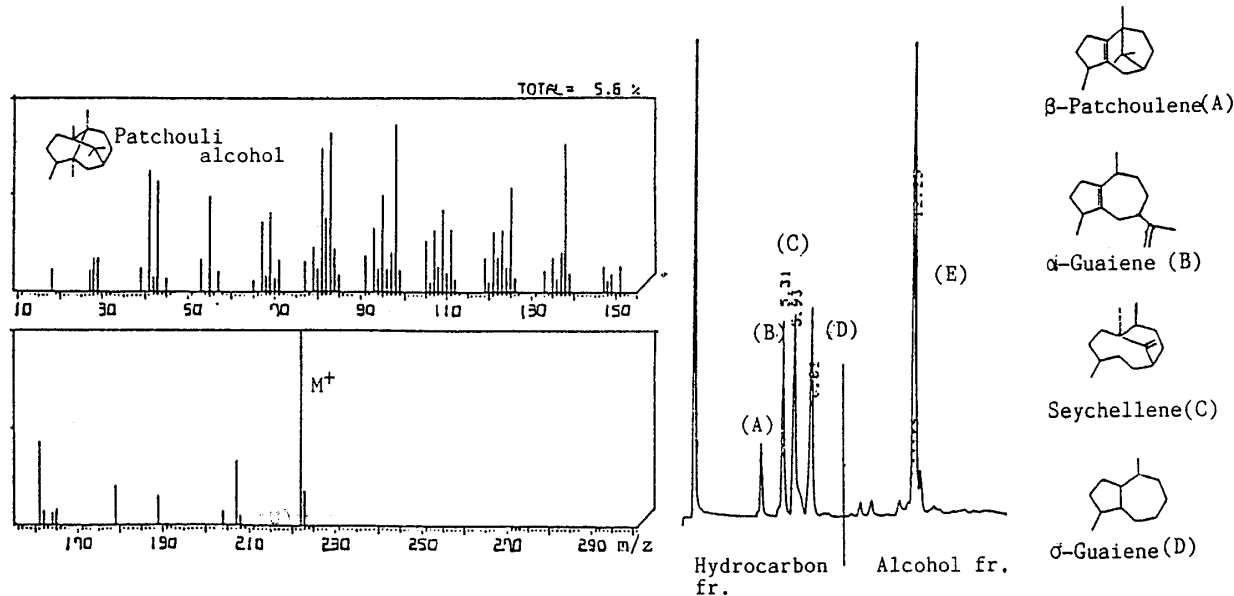 TOTAL= 5.6 %
Patchouli
alcohol
10 30 50 70 90 110 130 150
M+
170 190 210 230 250 270 290 m/z
(A)
(B)
(C)
(D)
(E)
Hydrocarbon
fr.
Alcohol fr.
β-Patchoulene(A)
α-Guaiene (B)
Seychellene(C)
σ-Guaiene(D)